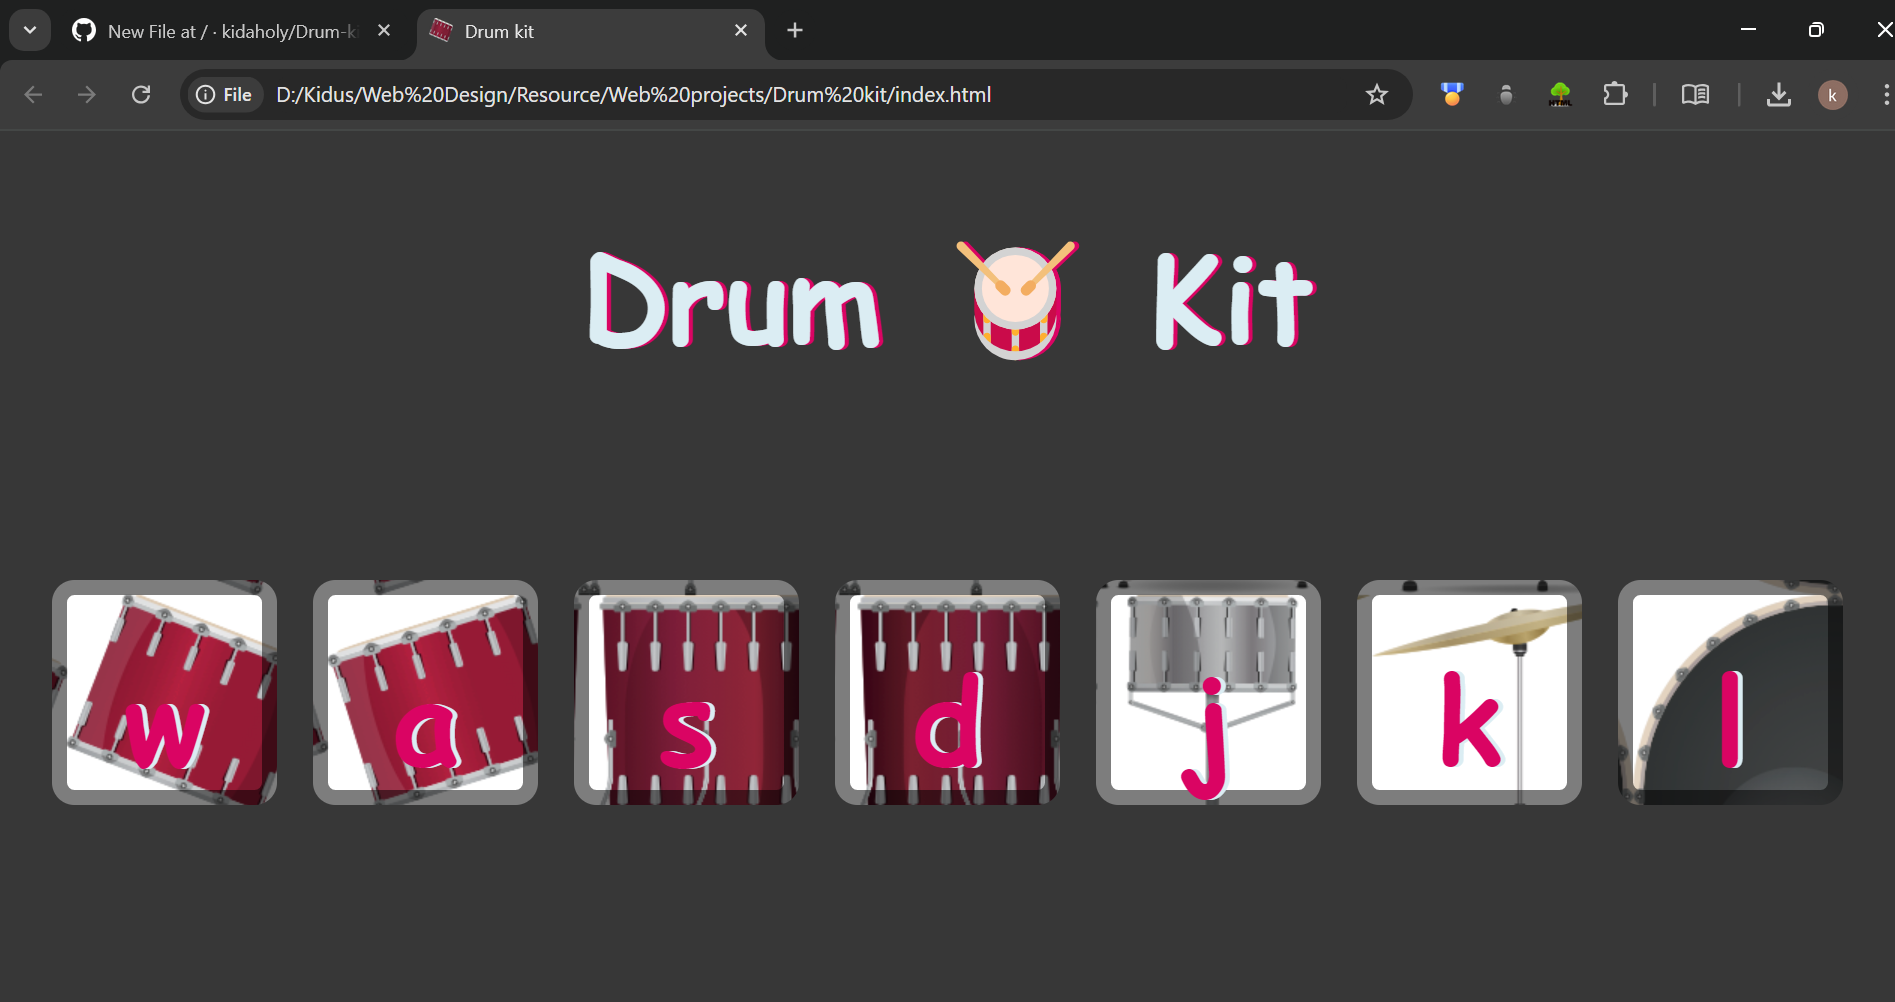 New File at / · kidaholy/Drum-k
Drum kit
File
D:/Kidus/Web%20Design/Resource/Web%20projects/Drum%20kit/index.html
HTML
k
Drum 🥁 Kit
w
a
s
d
j
k
l